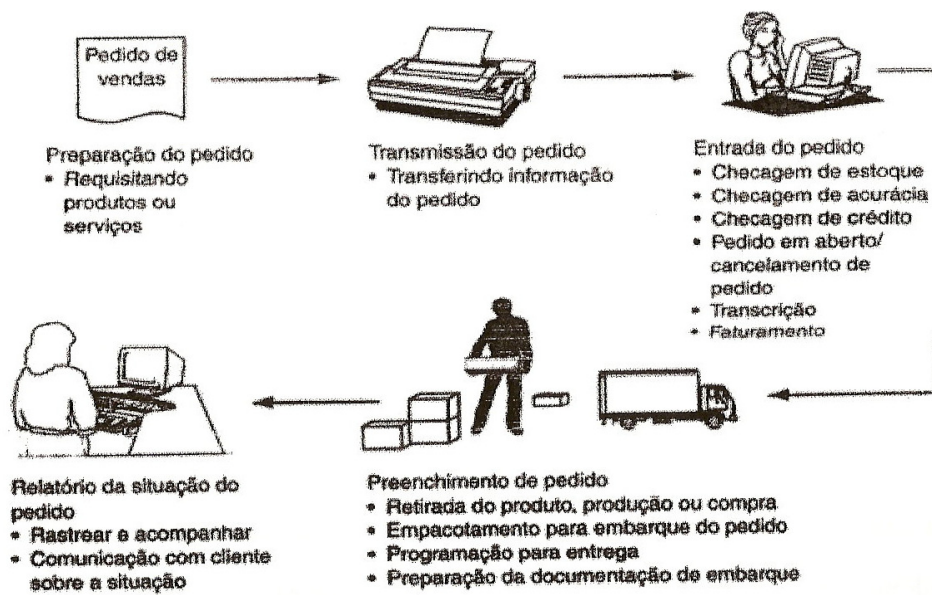 Pedido de
vendas
Preparação do pedido
• Requisitando
produtos ou
serviços
Transmissão do pedido
• Transferindo informação
do pedido
Entrada do pedido
• Checagem de estoque
• Checagem de acurácia
• Checagem de crédito
• Pedido em aberto/
cancelamento de
pedido
• Transcrição
• Faturamento
Preenchimento de pedido
• Retirada do produto, produção ou compra
• Empacotamento para embarque do pedido
• Programação para entrega
• Preparação da documentação de embarque
Relatório da situação do
pedido
• Rastrear e acompanhar
• Comunicação com cliente
sobre a situação